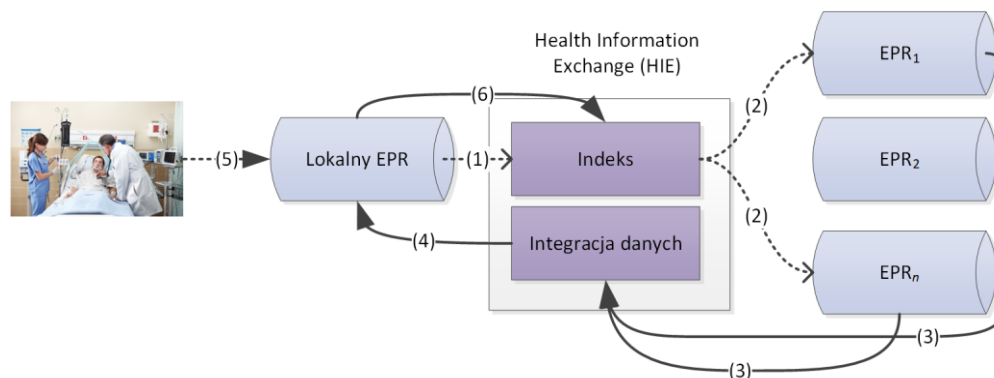 Health Information
Exchange (HIE)
EPR1
(6)
(2)
(5)
Lokalny EPR
(1)
Indeks
EPR2
(2)
(4)
Integracja danych
EPRn
(3)
(3)